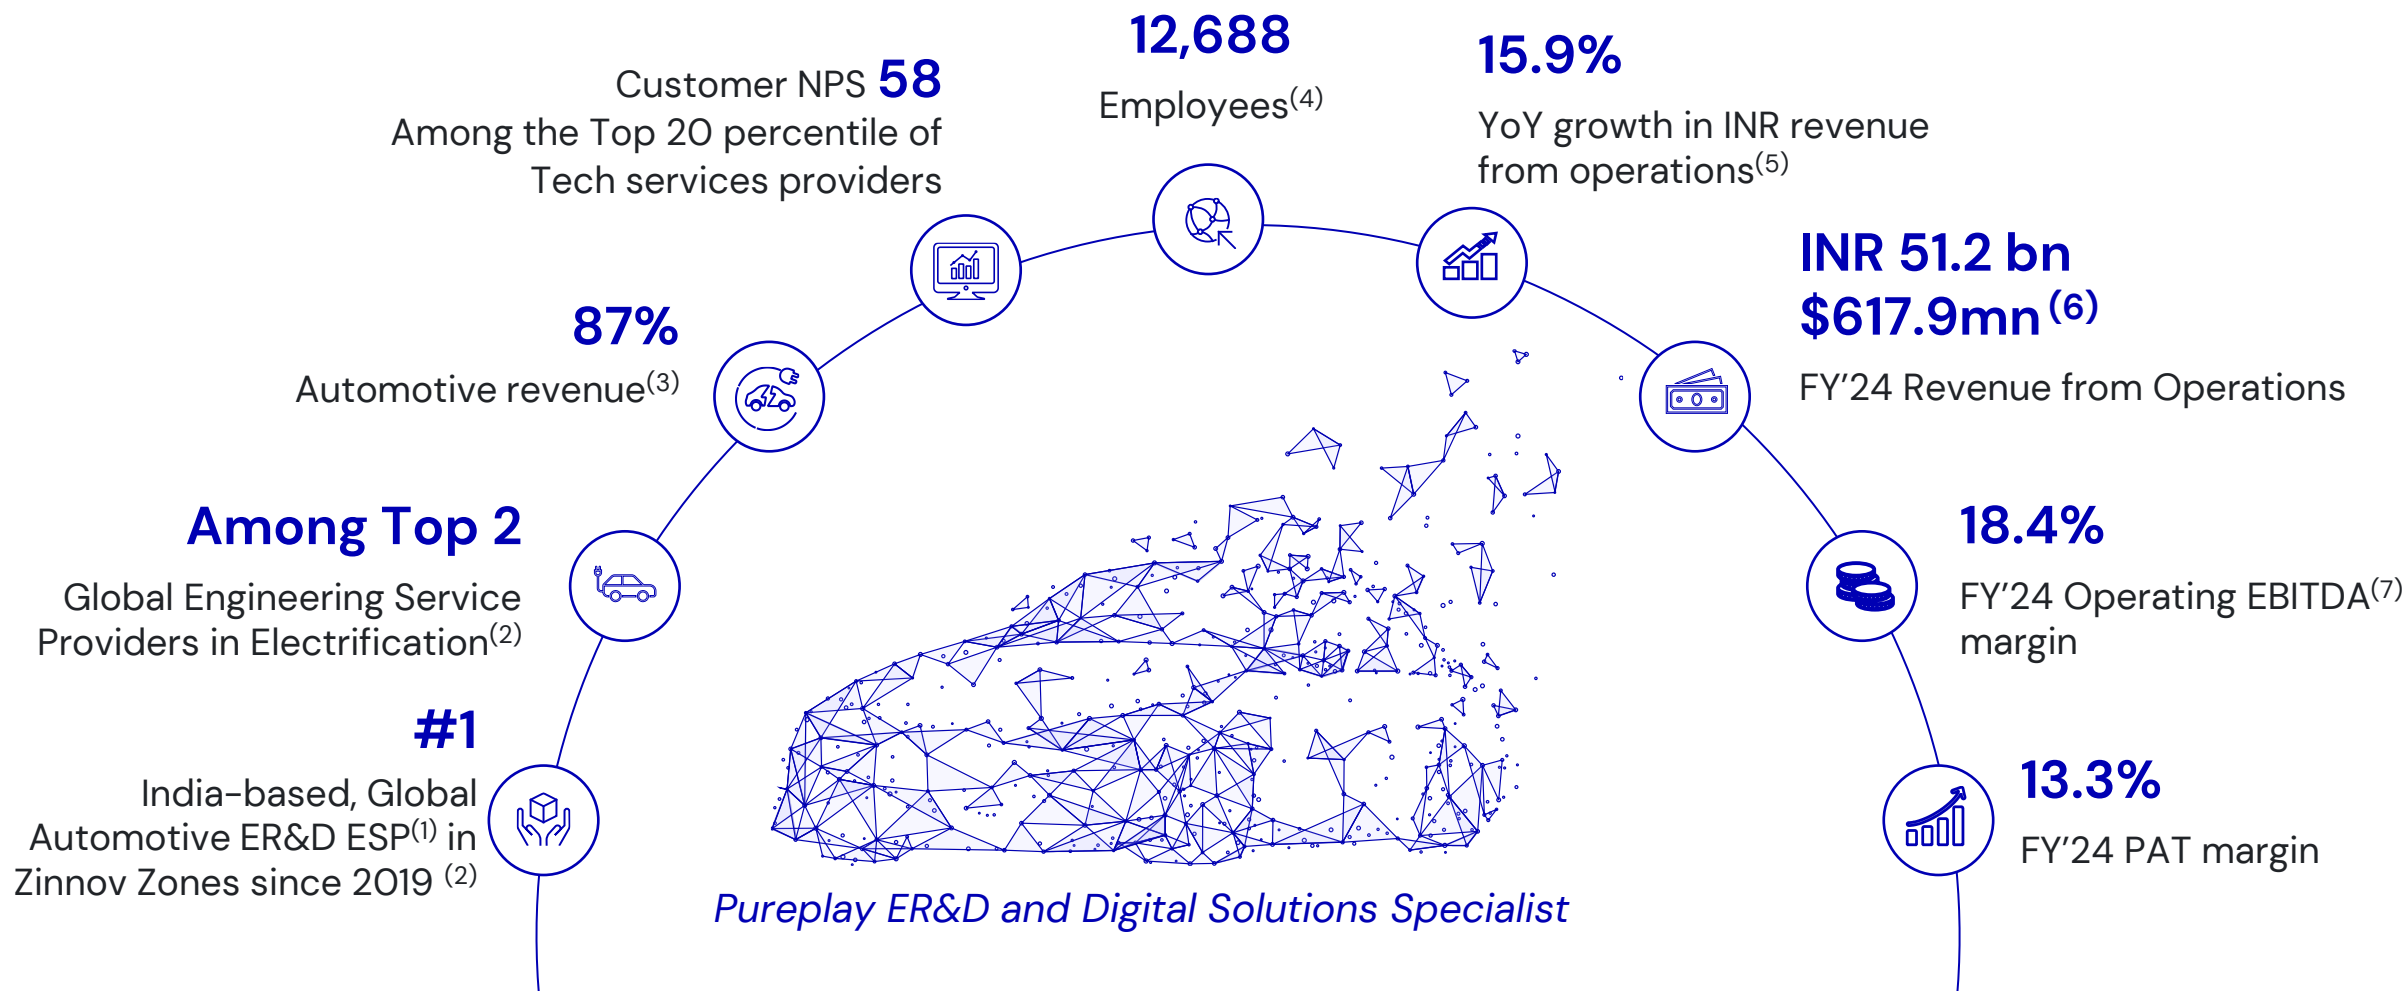 12,688
Employees(4)
Customer NPS 58
Among the Top 20 percentile of
Tech services providers
15.9%
YoY growth in INR revenue
from operations(5)
87%
Automotive revenue(3)
INR 51.2 bn
$617.9mn(6)
FY'24 Revenue from Operations
Among Top 2
Global Engineering Service
Providers in Electrification(2)
18.4%
FY'24 Operating EBITDA(7)
margin
#1
India-based, Global
Automotive ER&D ESP(1) in
Zinnov Zones since 2019 (2)
13.3%
FY'24 PAT margin
Pureplay ER&D and Digital Solutions Specialist